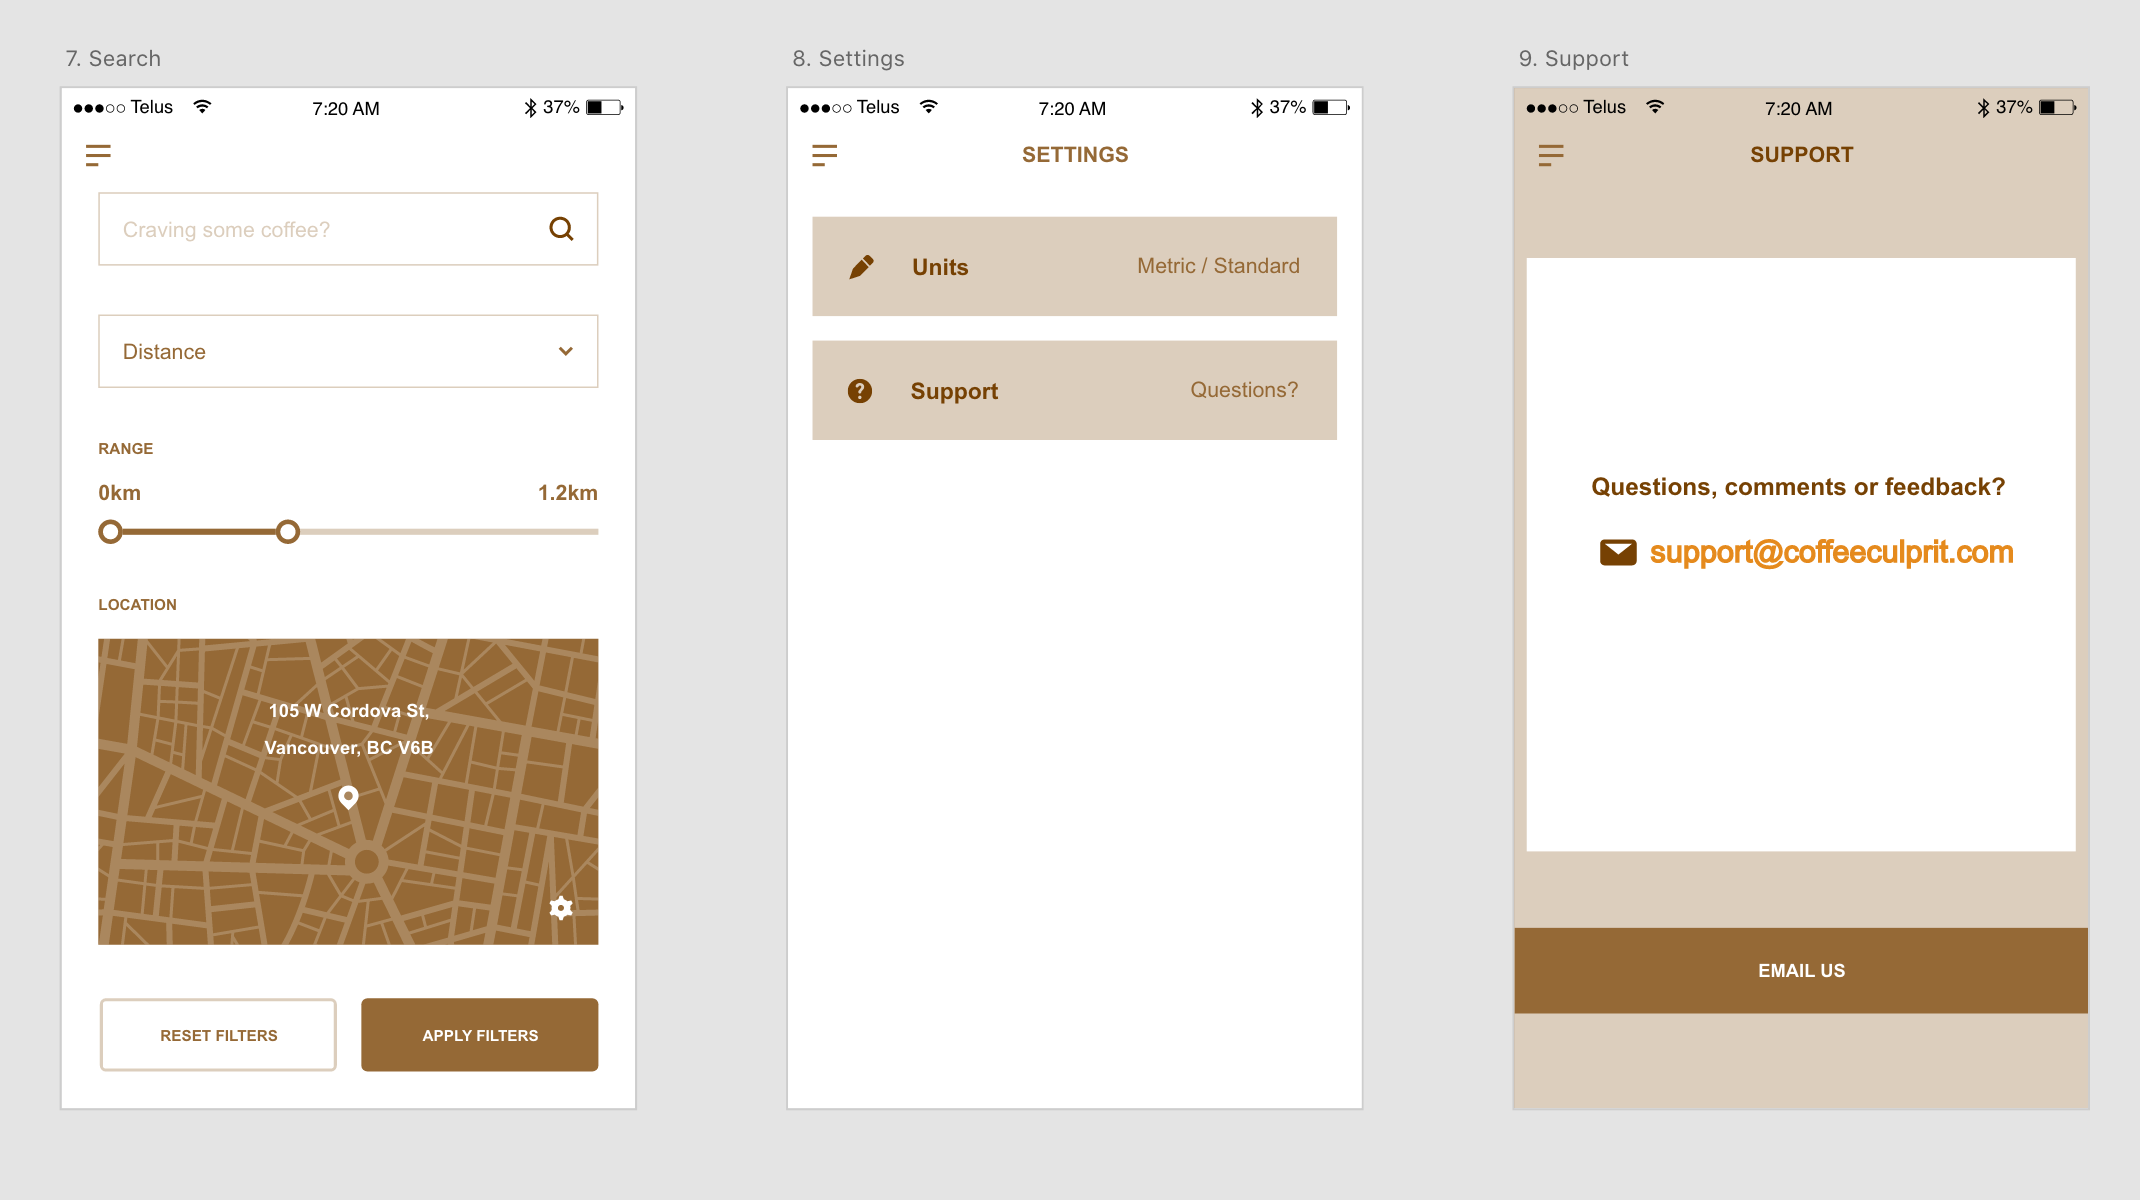 7. Search
Telus
7:20 AM
37%
Craving some coffee?
Distance
RANGE
0km
1.2km
LOCATION
105 W Cordova St,
Vancouver, BC V6B
RESET FILTERS
APPLY FILTERS
8. Settings
Telus
7:20 AM
37%
SETTINGS
Units
Metric / Standard
Support
Questions?
9. Support
Telus
7:20 AM
37%
SUPPORT
Questions, comments or feedback?
support@coffeeculprit.com
EMAIL US